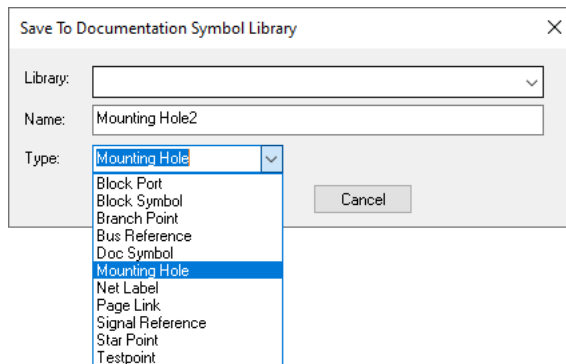 Save To Documentation Symbol Library
Library:
Name: Mounting Hole2
Type: Mounting Hole
Block Port
Block Symbol
Cancel
Branch Point
Bus Reference
Doc Symbol
Mounting Hole
Net Label
Page Link
Signal Reference
Star Point
Testpoint